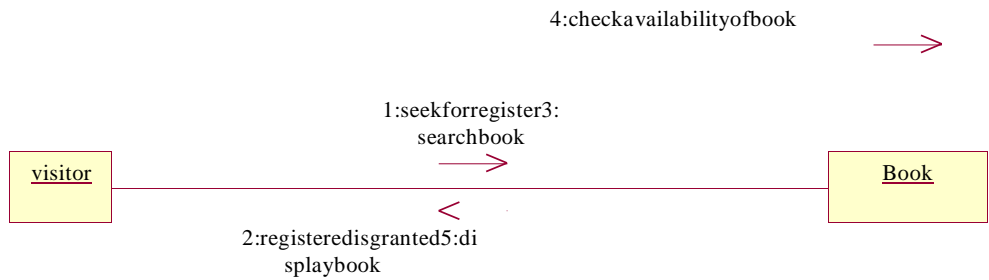 4:checkavailabilityofbook
1:seekforregister3:
searchbook
visitor
Book
2:registeredisgranted5:di
splaybook